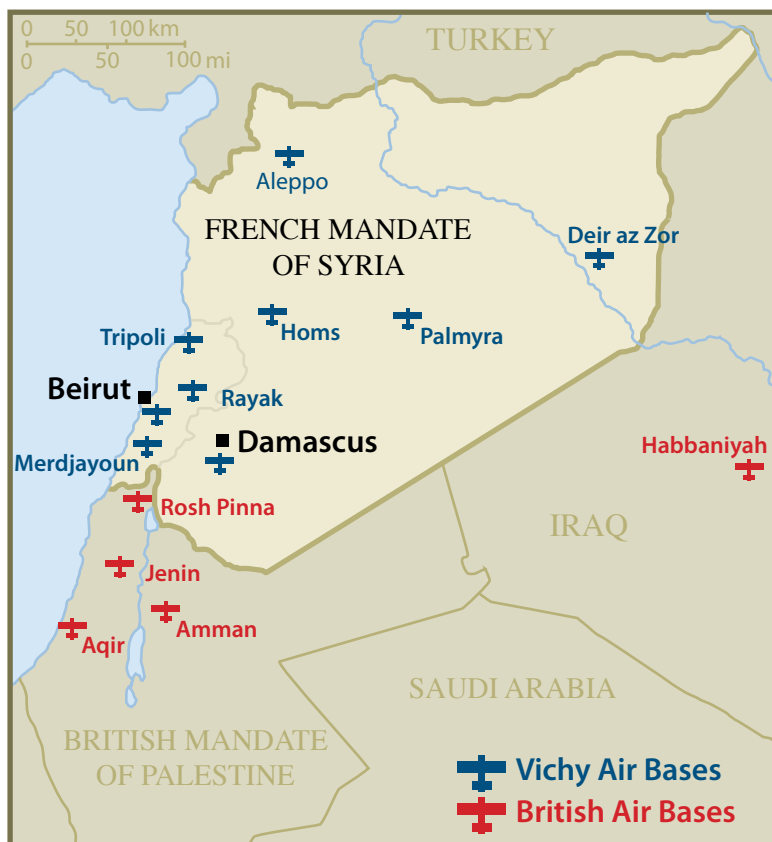 0 50 100 km
0 50 100 mi
TURKEY
Aleppo
FRENCH MANDATE
OF SYRIA
Deir az Zor
Tripoli
Homs
Palmyra
Beirut
Rayak
Damascus
Merdjayoun
Habbaniyah
Rosh Pinna
IRAQ
Jenin
Amman
Aqir
SAUDI ARABIA
BRITISH MANDATE
OF PALESTINE
Vichy Air Bases
British Air Bases